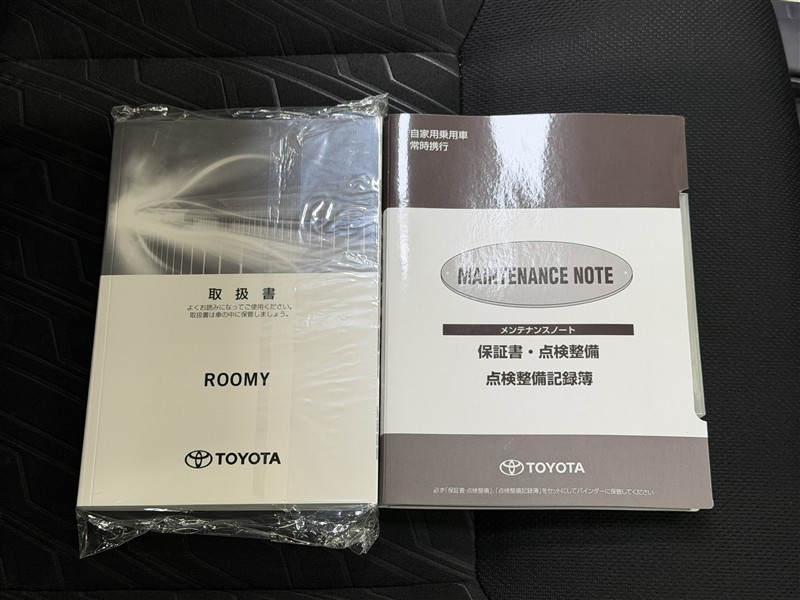 取扱書
よくお読みになってご使用ください。
取扱書は車の中に保管しましょう。
ROOMY
TOYOTA
自家用乗用車
常時携行
MAINTENANCE NOTE
メンテナンスノート
保証書・点検整備
点検整備記録簿
TOYOTA
必ず「保証書・点検整備」、「点検整備記録簿」をセットにしてバインダーに保管してください